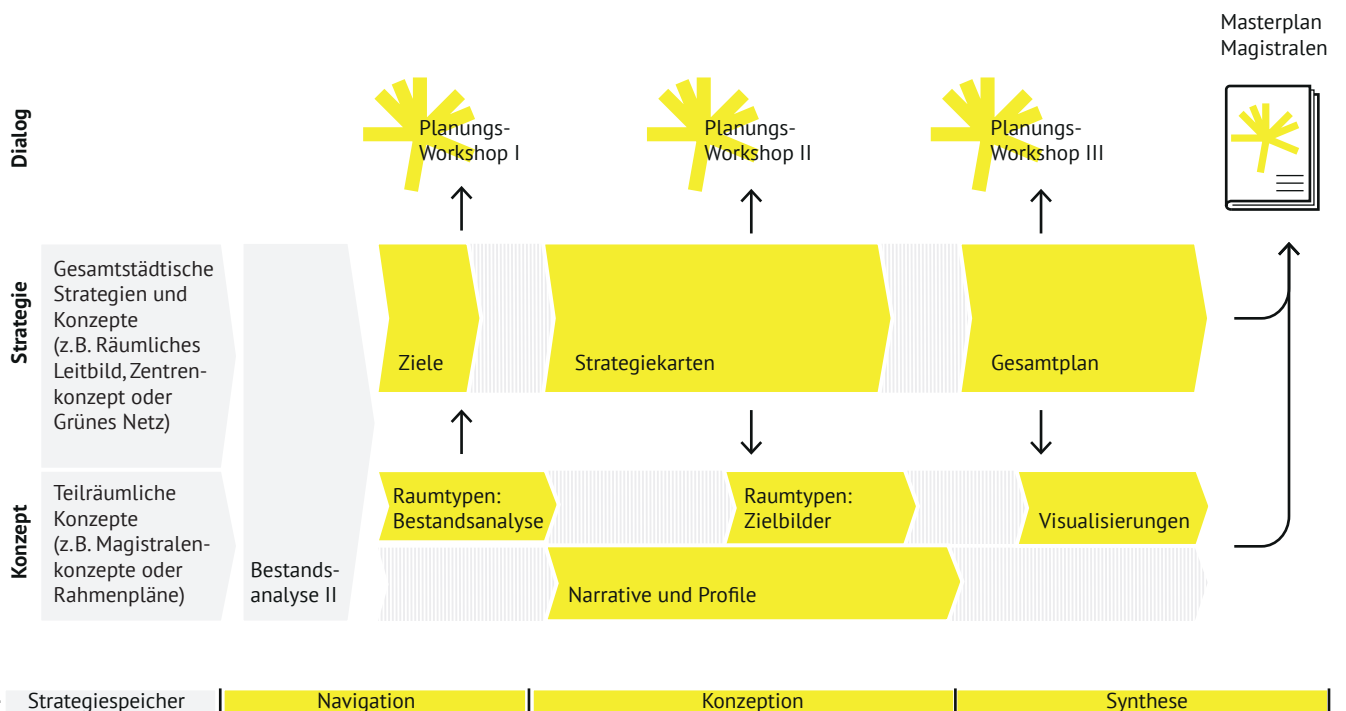 Masterplan
Magistralen
Dialog
Planungs-
Workshop I
Planungs-
Workshop II
Planungs-
Workshop III
Strategie
Gesamtstädtische
Strategien und
Konzepte
(z.B. Räumliches
Leitbild, Zentren-
konzept oder
Grünes Netz)
Ziele
Strategiekarten
Gesamtplan
Konzept
Teilräumliche
Konzepte
(z.B. Magistralen-
konzepte oder
Rahmenpläne)
Bestands-
analyse II
Raumtypen:
Bestandsanalyse
Raumtypen:
Zielbilder
Visualisierungen
Narrative und Profile
Strategiespeicher
Navigation
Konzeption
Synthese